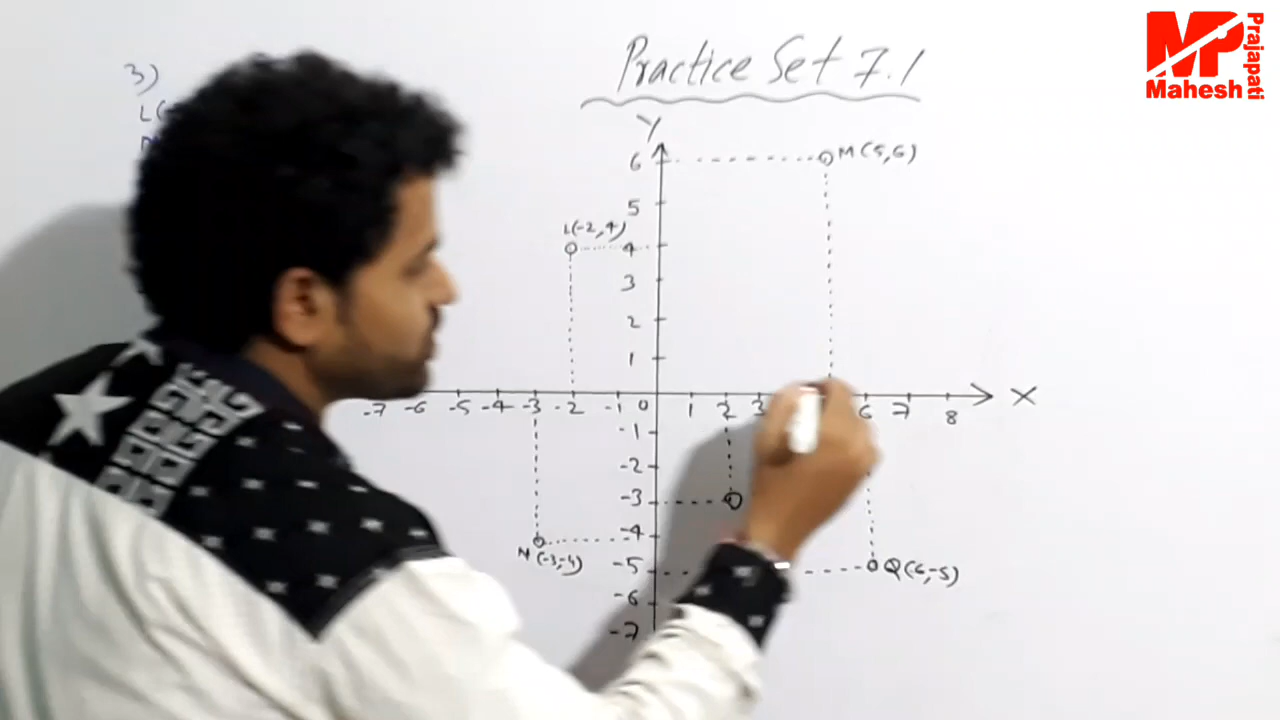 Practice Set 7.1
MP
Mahesh
Prajapati
3)
L(
Y
6
M(5,6)
5
L(-2,4)
4
3
2
1
-7 -6 -5 -4 -3 -2 -1 0 1 2 3 6 7 8
X
-1
-2
-3
-4
N(-3,-4)
-5
Q(6,-5)
-6
-7